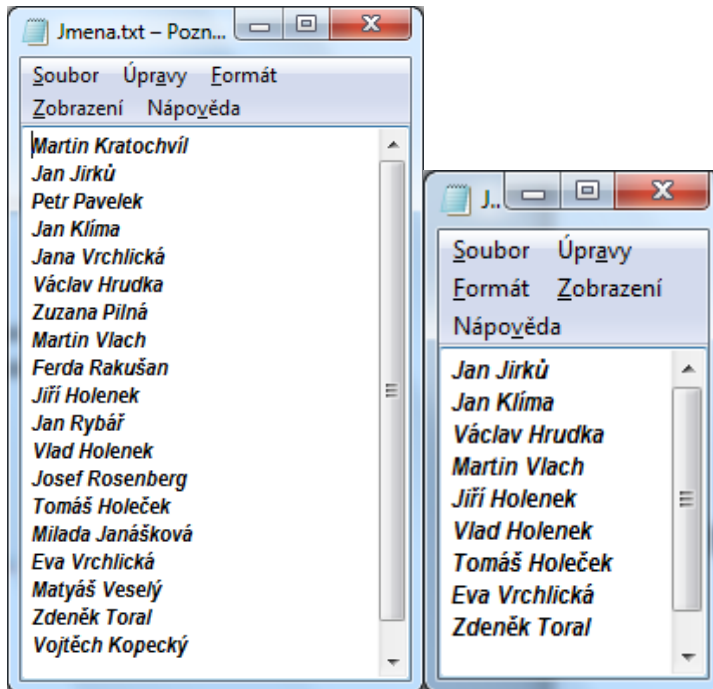 Jmena.txt – Pozn...
Soubor Úpravy Formát
Zobrazení Nápověda
Martin Kratochvíl
Jan Jirků
Petr Pavelek
Jan Klíma
Jana Vrchlická
Václav Hrudka
Zuzana Pilná
Martin Vlach
Ferda Rakušan
Jiří Holenek
Jan Rybář
Vlad Holenek
Josef Rosenberg
Tomáš Holeček
Milada Janášková
Eva Vrchlická
Matyáš Veselý
Zdeněk Toral
Vojtěch Kopecký
J..
Soubor Úpravy
Formát Zobrazení
Nápověda
Jan Jirků
Jan Klíma
Václav Hrudka
Martin Vlach
Jiří Holenek
Vlad Holenek
Tomáš Holeček
Eva Vrchlická
Zdeněk Toral